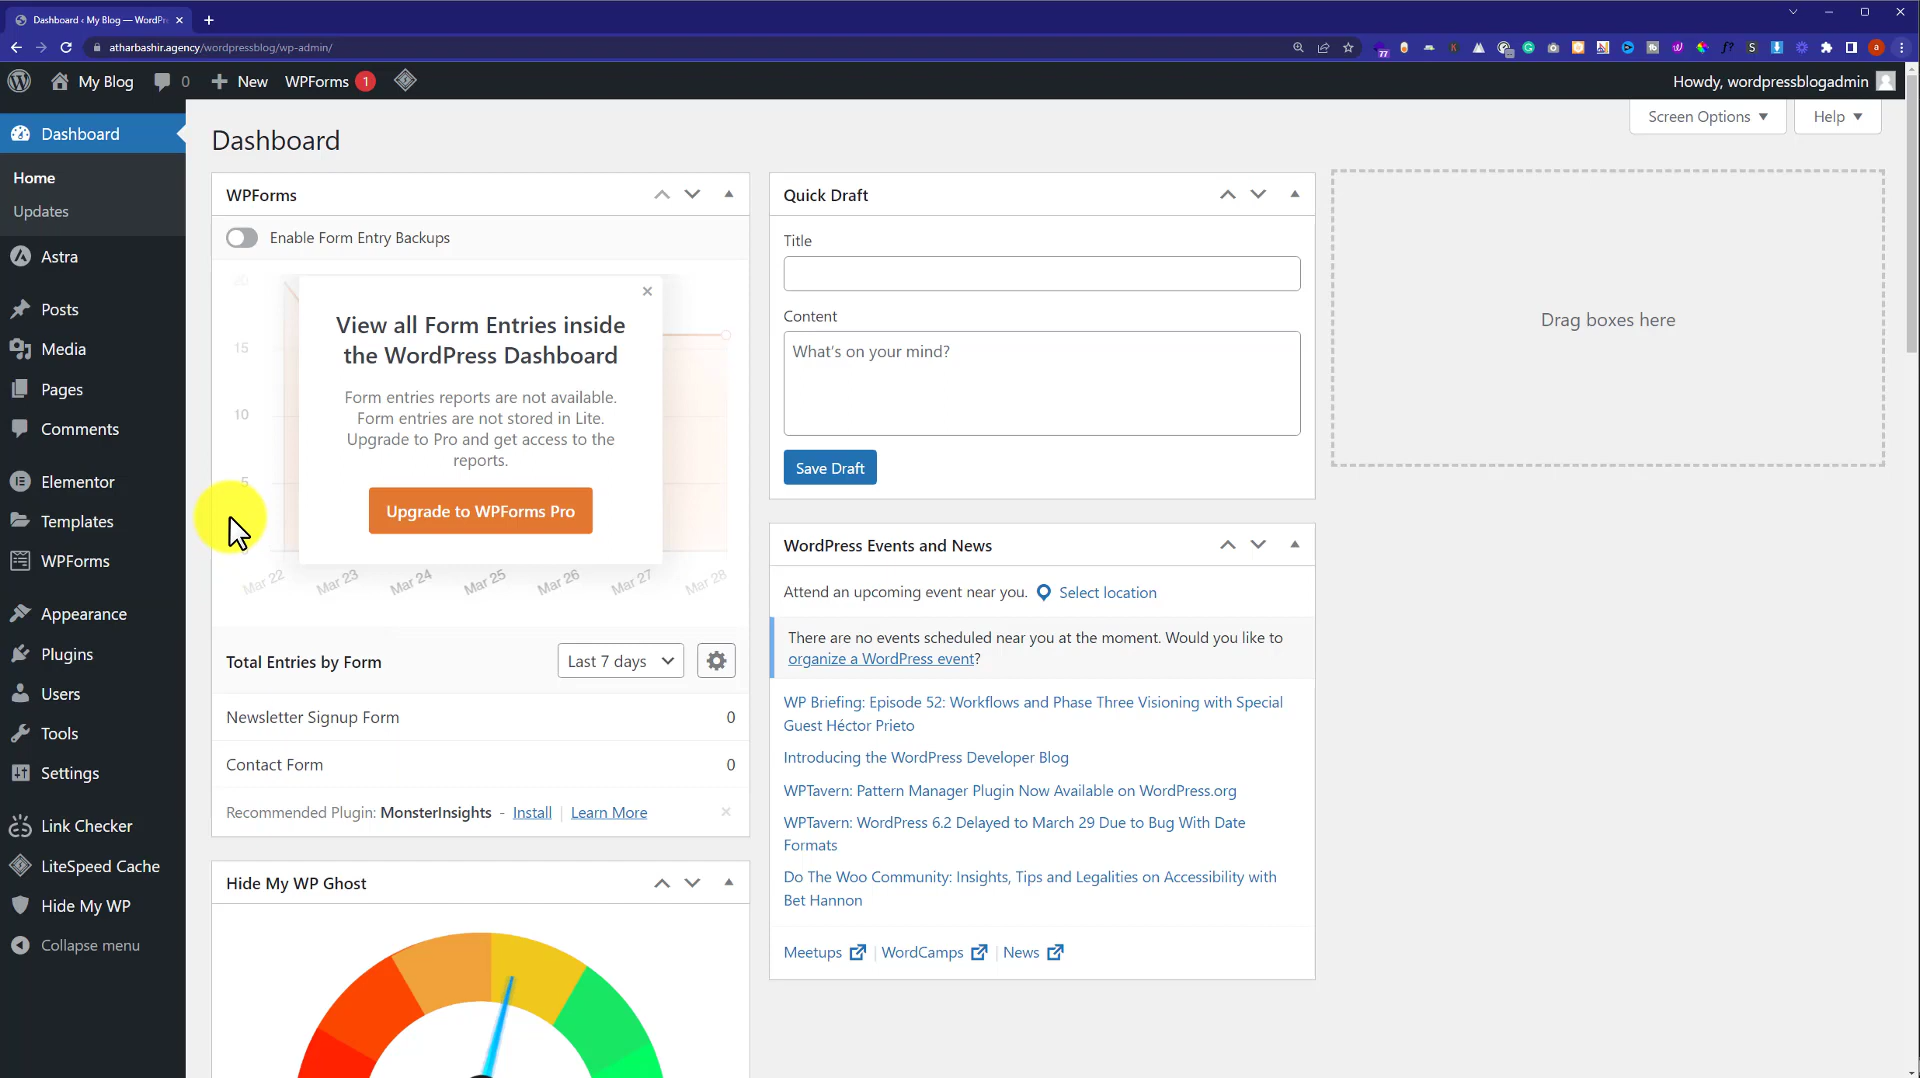 Dashboard ‹ My Blog — WordPr
atharbashir.agency/wordpressblog/wp-admin/
77
My Blog
0
New
WPForms 1
Howdy, wordpressblogadmin
Dashboard
Home
Updates
Astra
Posts
Media
Pages
Comments
Elementor
Templates
WPForms
Appearance
Plugins
Users
Tools
Settings
Link Checker
LiteSpeed Cache
Hide My WP
Collapse menu
Screen Options
Help
Dashboard
WPForms
Enable Form Entry Backups
20
15
10
5
View all Form Entries inside
the WordPress Dashboard
Form entries reports are not available.
Form entries are not stored in Lite.
Upgrade to Pro and get access to the
reports.
Upgrade to WPForms Pro
Mar 22
Mar 23
Mar 24
Mar 25
Mar 26
Mar 27
Mar 28
Total Entries by Form
Last 7 days
Newsletter Signup Form 0
Contact Form 0
Recommended Plugin: MonsterInsights - Install | Learn More
Hide My WP Ghost
Quick Draft
Title
Content
What's on your mind?
Save Draft
WordPress Events and News
Attend an upcoming event near you. Select location
There are no events scheduled near you at the moment. Would you like to
organize a WordPress event?
WP Briefing: Episode 52: Workflows and Phase Three Visioning with Special
Guest Héctor Prieto
Introducing the WordPress Developer Blog
WPTavern: Pattern Manager Plugin Now Available on WordPress.org
WPTavern: WordPress 6.2 Delayed to March 29 Due to Bug With Date
Formats
Do The Woo Community: Insights, Tips and Legalities on Accessibility with
Bet Hannon
Meetups | WordCamps | News
Drag boxes here